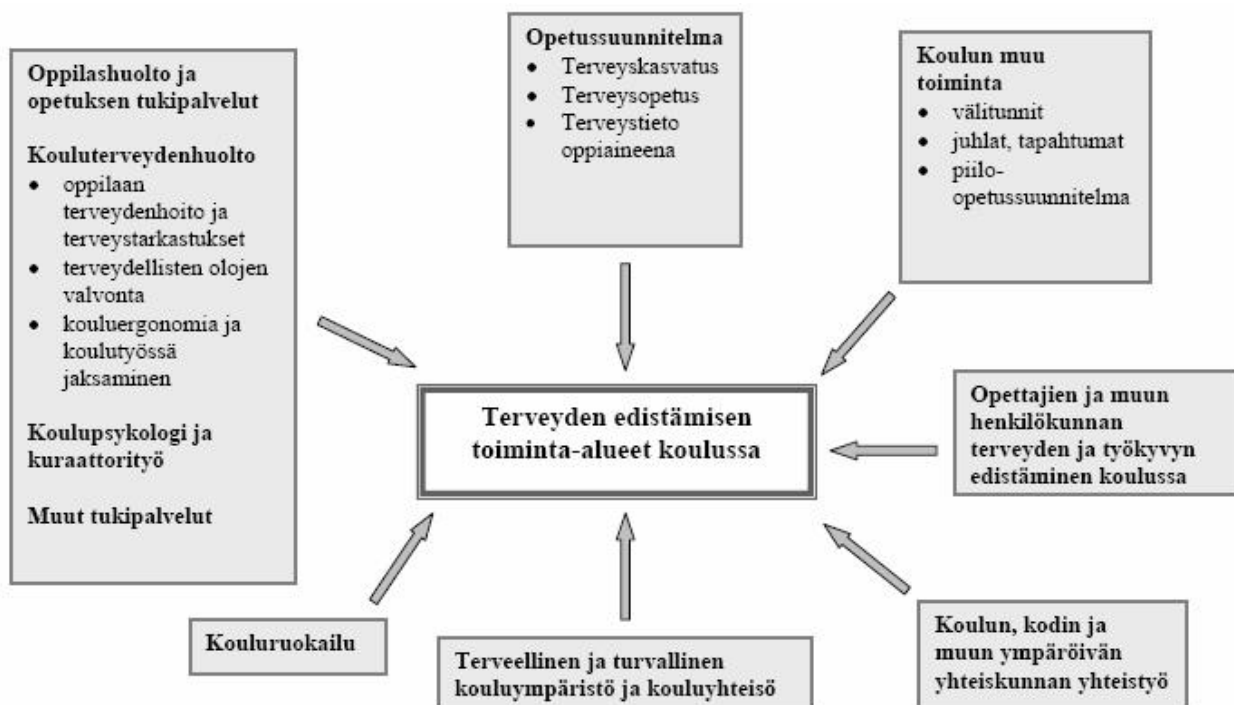 Oppilashuolto ja
opetuksen tukipalvelut
Kouluterveydenhuolto
• oppilaan
terveydenhoito ja
terveystarkastukset
• terveydellisten olojen
valvonta
• kouluergonomia ja
koulutyössä
jaksaminen
Koulupsykologi ja
kuraattorityö
Muut tukipalvelut
Opetussuunnitelma
• Terveyskasvatus
• Terveysopetus
• Terveystieto
oppiaineena
Koulun muu
toiminta
• välitunnit
• juhlat, tapahtumat
• piilo-
opetussuunnitelma
Terveyden edistämisen
toiminta-alueet koulussa
Opettajien ja muun
henkilökunnan
terveyden ja työkyvyn
edistäminen koulussa
Kouluruokailu
Terveellinen ja turvallinen
kouluympäristö ja kouluyhteisö
Koulun, kodin ja
muun ympäröivän
yhteiskunnan yhteistyö